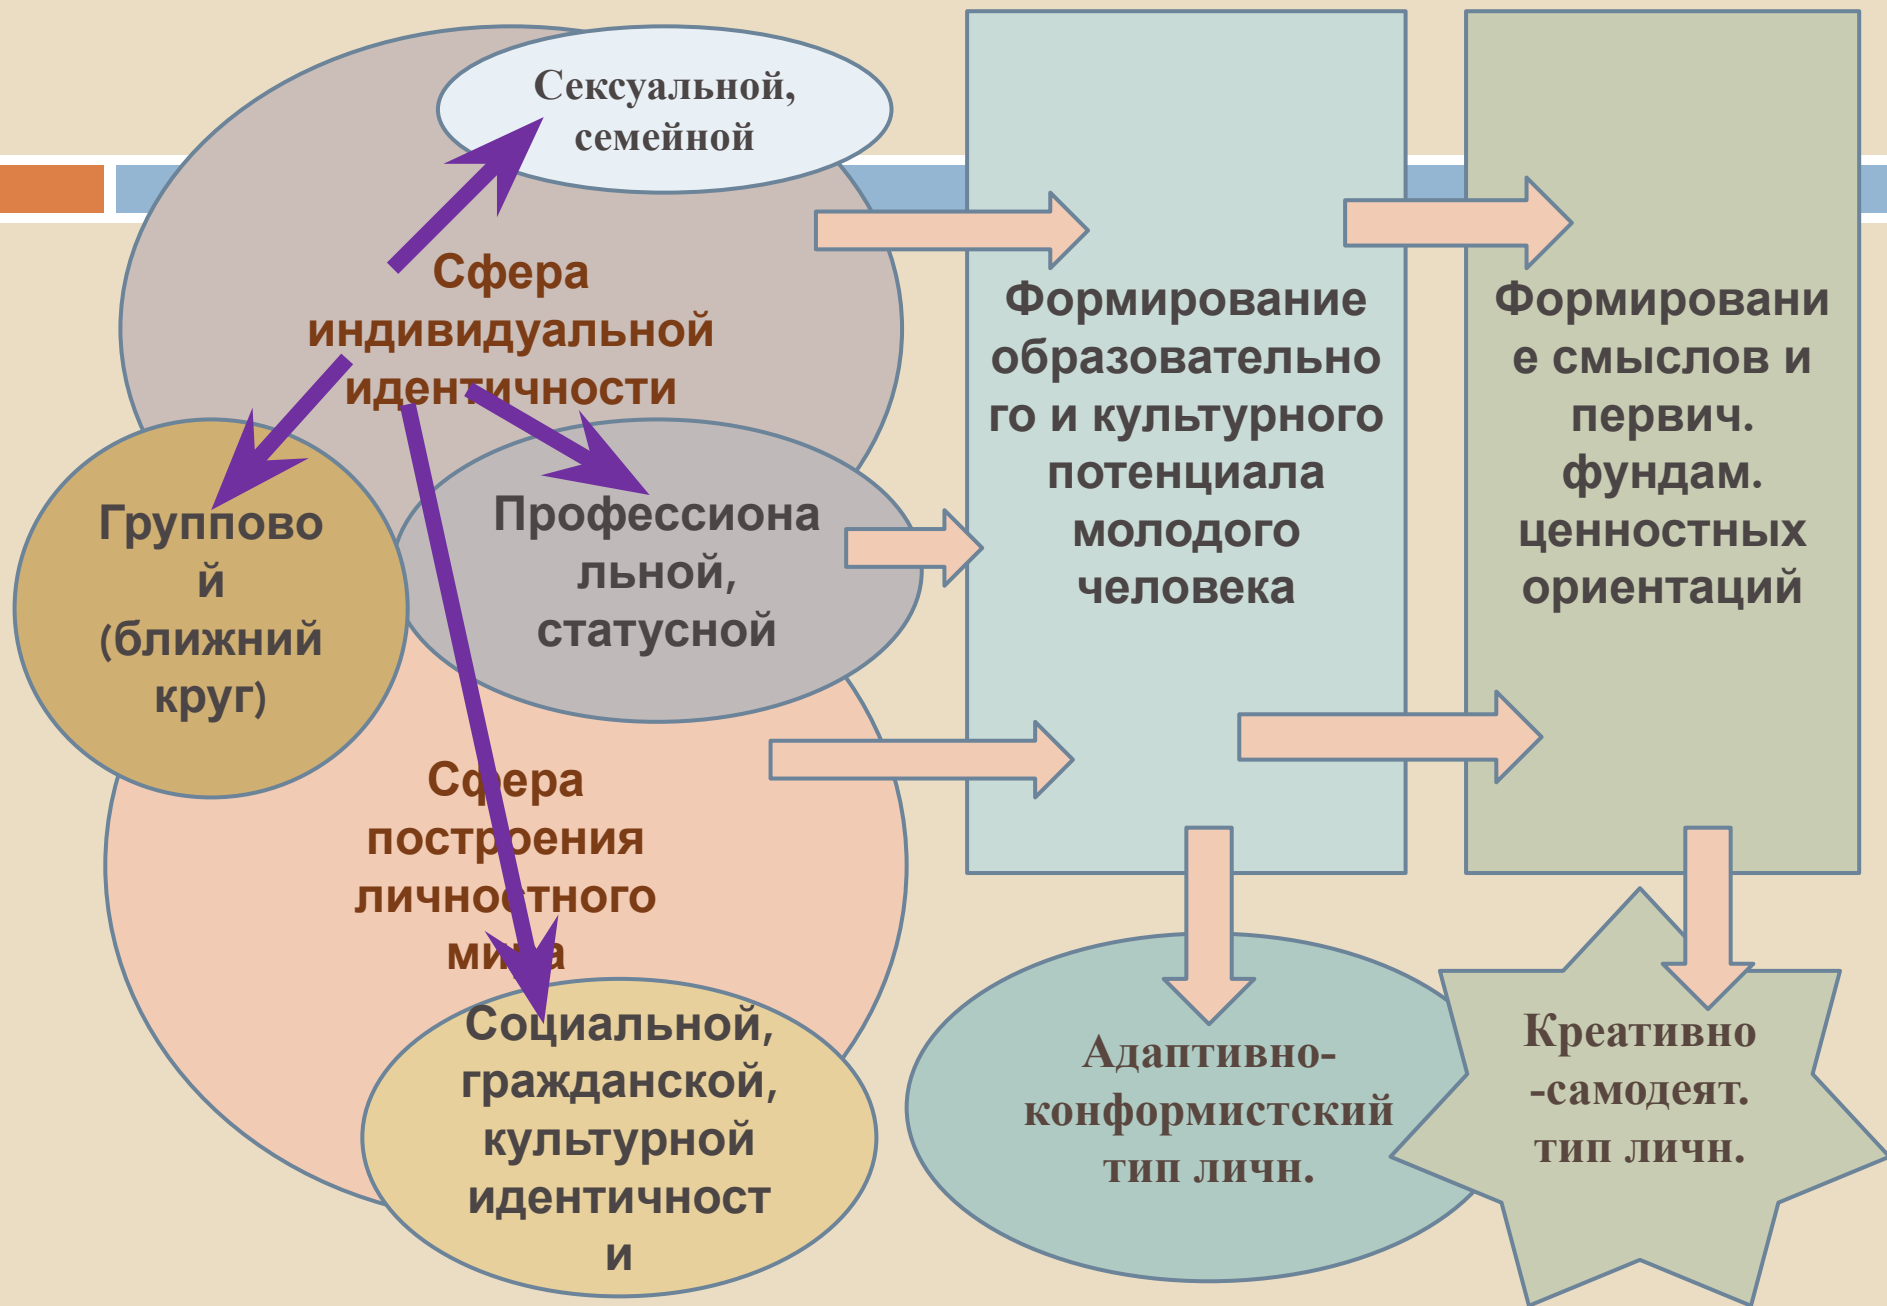 Сексуальной,
семейной
Сфера
индивидуальной
идентичности
Группово
й
(ближний
круг)
Профессиона
льной,
статусной
Сфера
построения
личностного
мира
Социальной,
гражданской,
культурной
идентичност
и
Формирование
образовательно
го и культурного
потенциала
молодого
человека
Формировани
е смыслов и
первич.
фундам.
ценностных
ориентаций
Адаптивно-
конформистский
тип личн.
Креативно
-самодеят.
тип личн.